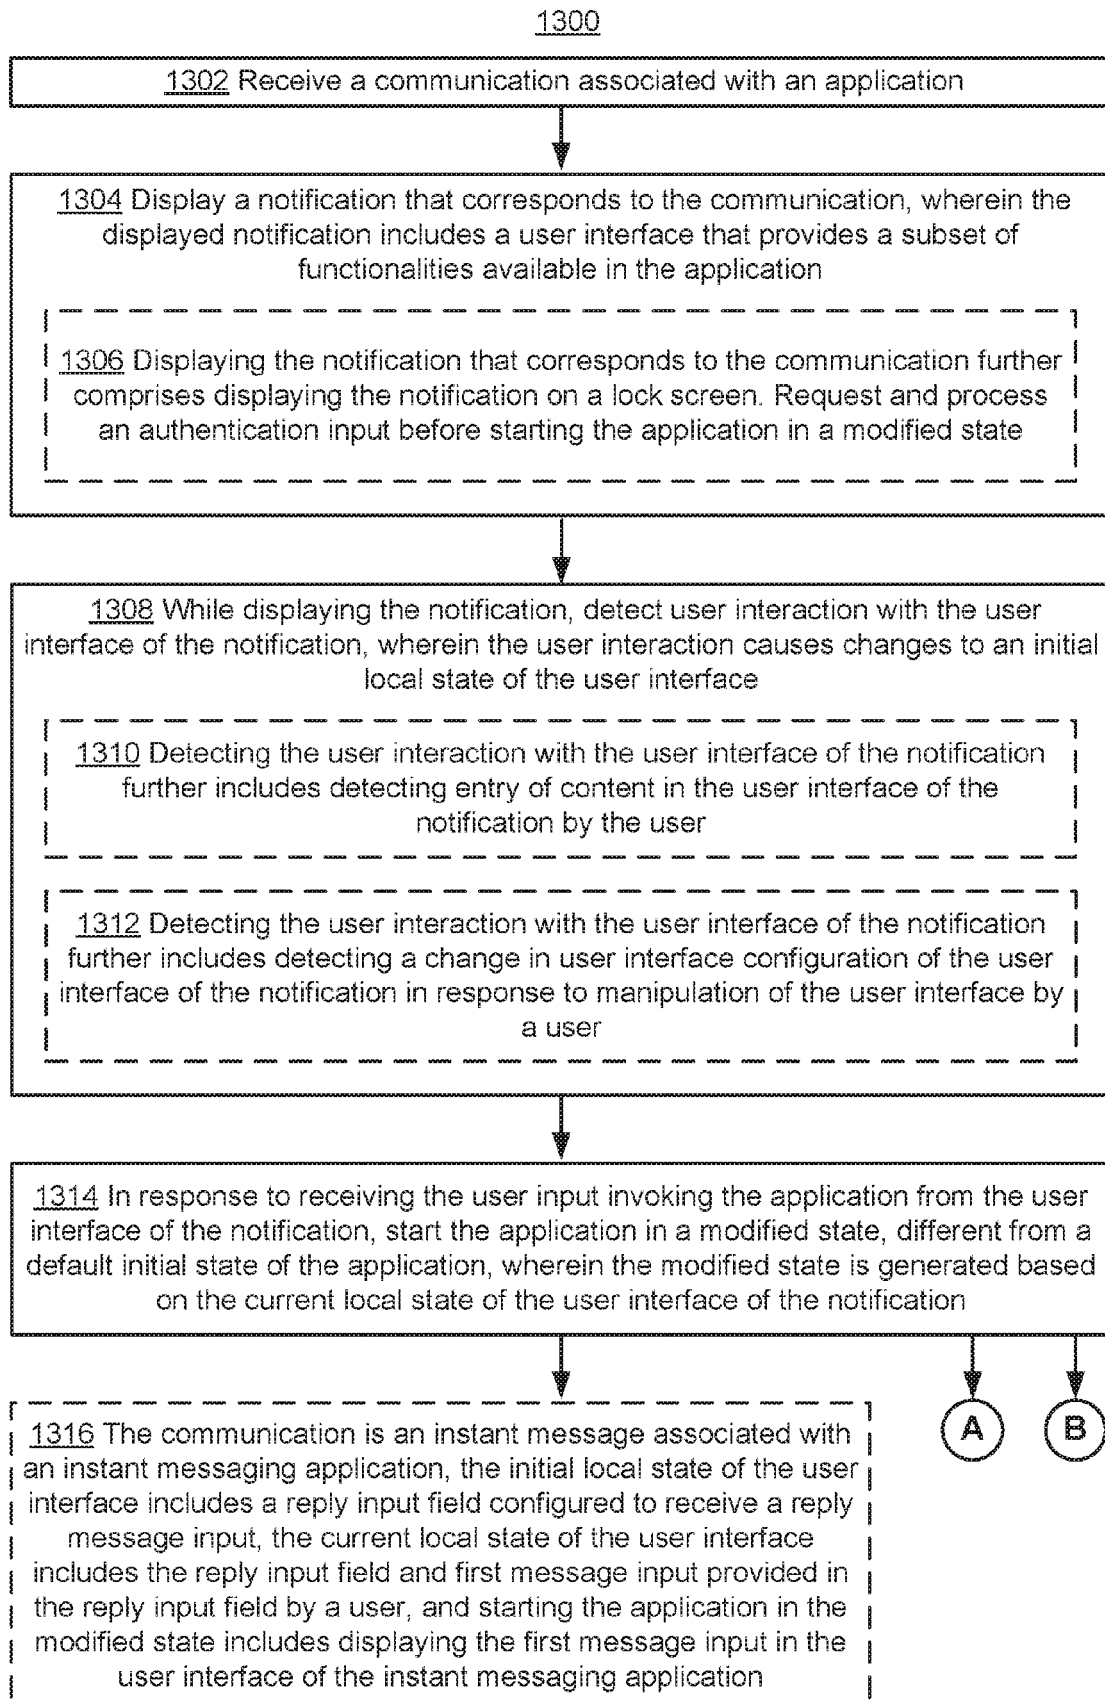 1300
1302 Receive a communication associated with an application
1304 Display a notification that corresponds to the communication, wherein the
displayed notification includes a user interface that provides a subset of
functionalities available in the application
1306 Displaying the notification that corresponds to the communication further
comprises displaying the notification on a lock screen. Request and process
an authentication input before starting the application in a modified state
1308 While displaying the notification, detect user interaction with the user
interface of the notification, wherein the user interaction causes changes to an initial
local state of the user interface
1310 Detecting the user interaction with the user interface of the notification
further includes detecting entry of content in the user interface of the
notification by the user
1312 Detecting the user interaction with the user interface of the notification
further includes detecting a change in user interface configuration of the user
interface of the notification in response to manipulation of the user interface by
a user
1314 In response to receiving the user input invoking the application from the user
interface of the notification, start the application in a modified state, different from a
default initial state of the application, wherein the modified state is generated based
on the current local state of the user interface of the notification
A
B
1316 The communication is an instant message associated with
an instant messaging application, the initial local state of the user
interface includes a reply input field configured to receive a reply
message input, the current local state of the user interface
includes the reply input field and first message input provided in
the reply input field by a user, and starting the application in the
modified state includes displaying the first message input in the
user interface of the instant messaging application